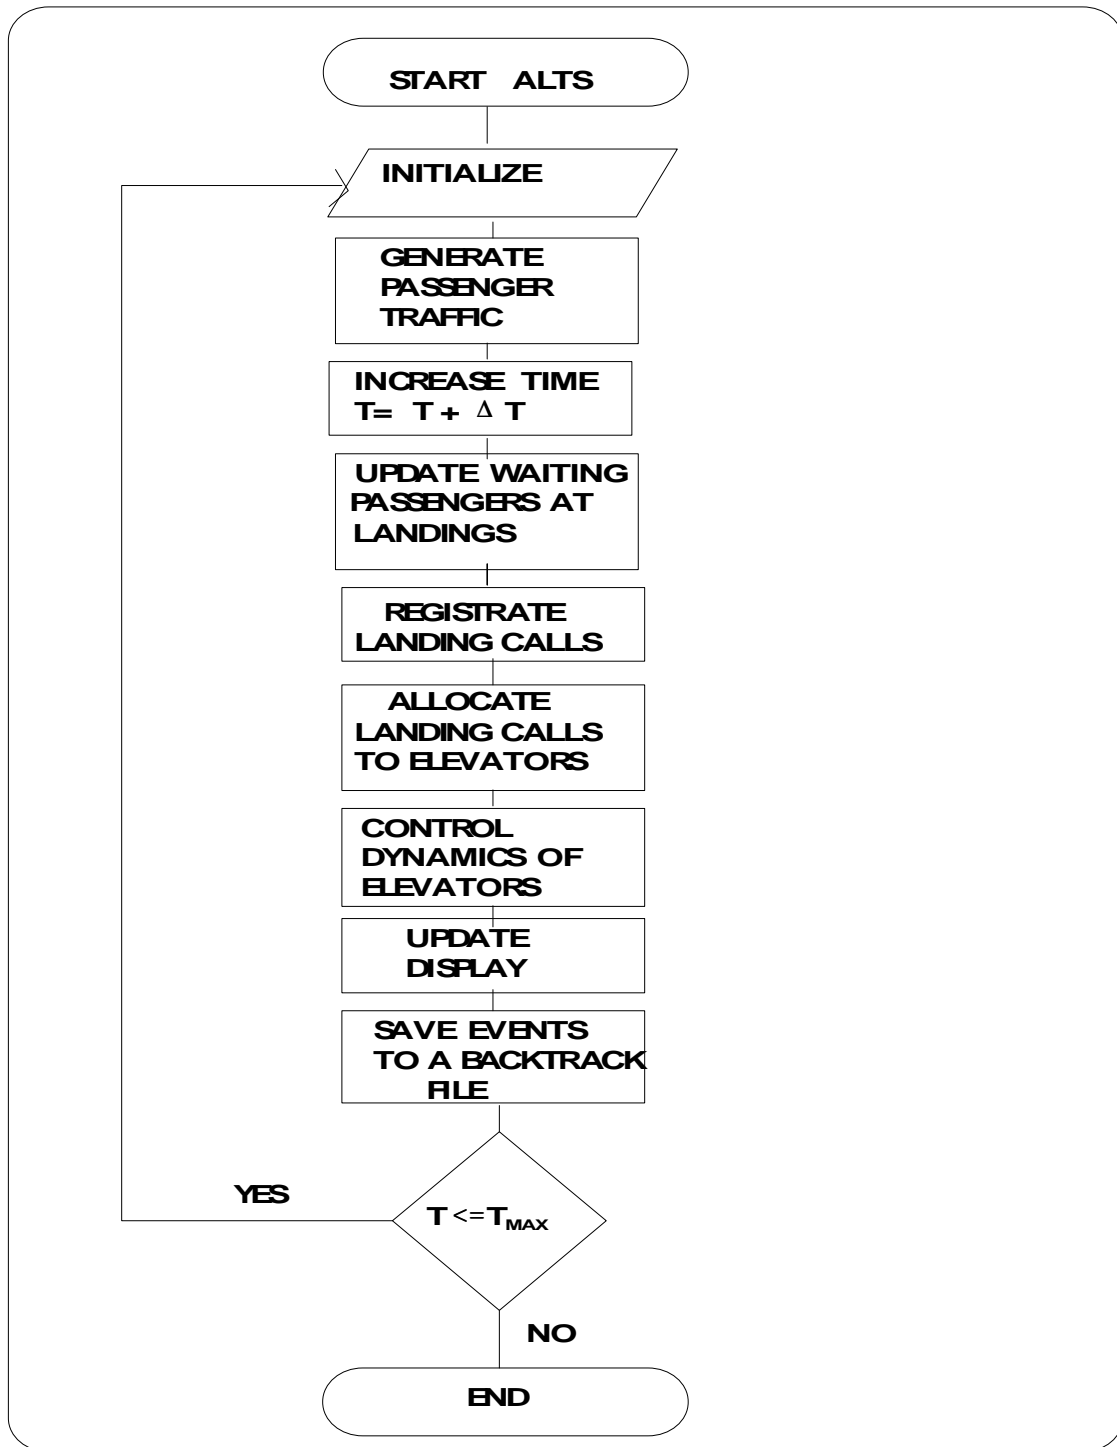 START ALTS
INITIALIZE
GENERATE
PASSENGER
TRAFFIC
INCREASE TIME
T= T + Δ T
UPDATE WAITING
PASSENGERS AT
LANDINGS
REGISTRATE
LANDING CALLS
ALLOCATE
LANDING CALLS
TO ELEVATORS
CONTROL
DYNAMICS OF
ELEVATORS
UPDATE
DISPLAY
SAVE EVENTS
TO A BACKTRACK
FILE
YES
T <=TMAX
NO
END